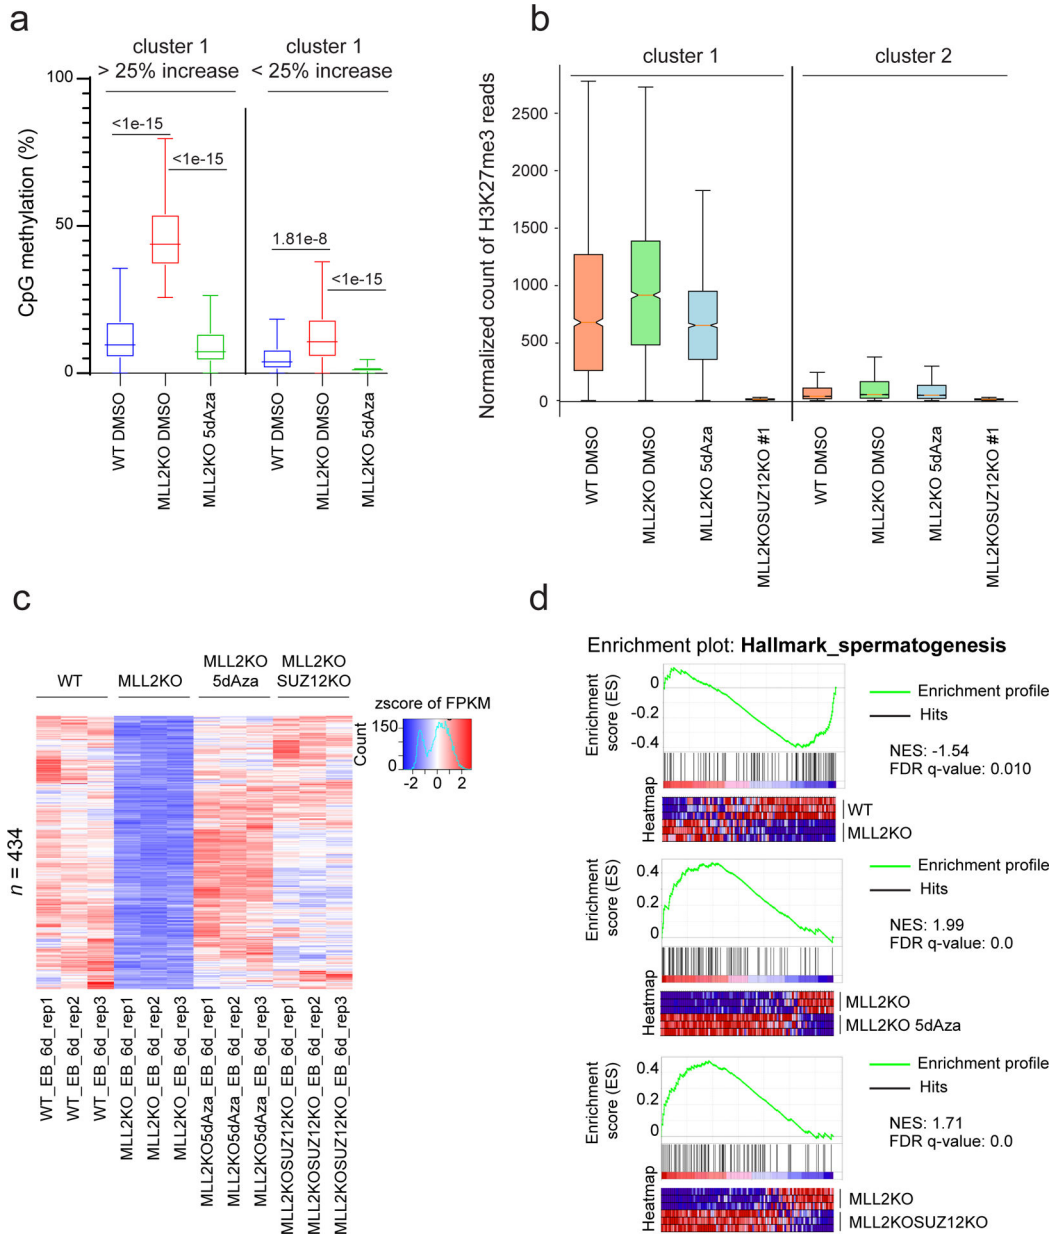 a
cluster 1
> 25% increase
cluster 1
< 25% increase
CpG methylation (%)
100
50
0
<1e-15
<1e-15
1.81e-8
<1e-15
WT DMSO
MLL2KO DMSO
MLL2KO 5dAza
WT DMSO
MLL2KO DMSO
MLL2KO 5dAza
b
cluster 1
cluster 2
Normalized count of H3K27me3 reads
2500
2000
1500
1000
500
0
WT DMSO
MLL2KO DMSO
MLL2KO 5dAza
MLL2KOSUZ12KO #1
WT DMSO
MLL2KO DMSO
MLL2KO 5dAza
MLL2KOSUZ12KO #1
c
WT
MLL2KO
MLL2KO
5dAza
MLL2KO
SUZ12KO
n = 434
zscore of FPKM
Count
150
0
-2 0 2
WT_EB_6d_rep1
WT_EB_6d_rep2
WT_EB_6d_rep3
MLL2KO_EB_6d_rep1
MLL2KO_EB_6d_rep2
MLL2KO_EB_6d_rep3
MLL2KO5dAza_EB_6d_rep1
MLL2KO5dAza_EB_6d_rep2
MLL2KO5dAza_EB_6d_rep3
MLL2KOSUZ12KO_EB_6d_rep1
MLL2KOSUZ12KO_EB_6d_rep2
MLL2KOSUZ12KO_EB_6d_rep3
d
Enrichment plot: Hallmark_spermatogenesis
Enrichment
score (ES)
0
-0.2
-0.4
Enrichment profile
Hits
NES: -1.54
FDR q-value: 0.010
Heatmap
WT
MLL2KO
Enrichment
score (ES)
0.4
0.2
0
Enrichment profile
Hits
NES: 1.99
FDR q-value: 0.0
Heatmap
MLL2KO
MLL2KO 5dAza
Enrichment
score (ES)
0.4
0.2
0
Enrichment profile
Hits
NES: 1.71
FDR q-value: 0.0
Heatmap
MLL2KO
MLL2KOSUZ12KO